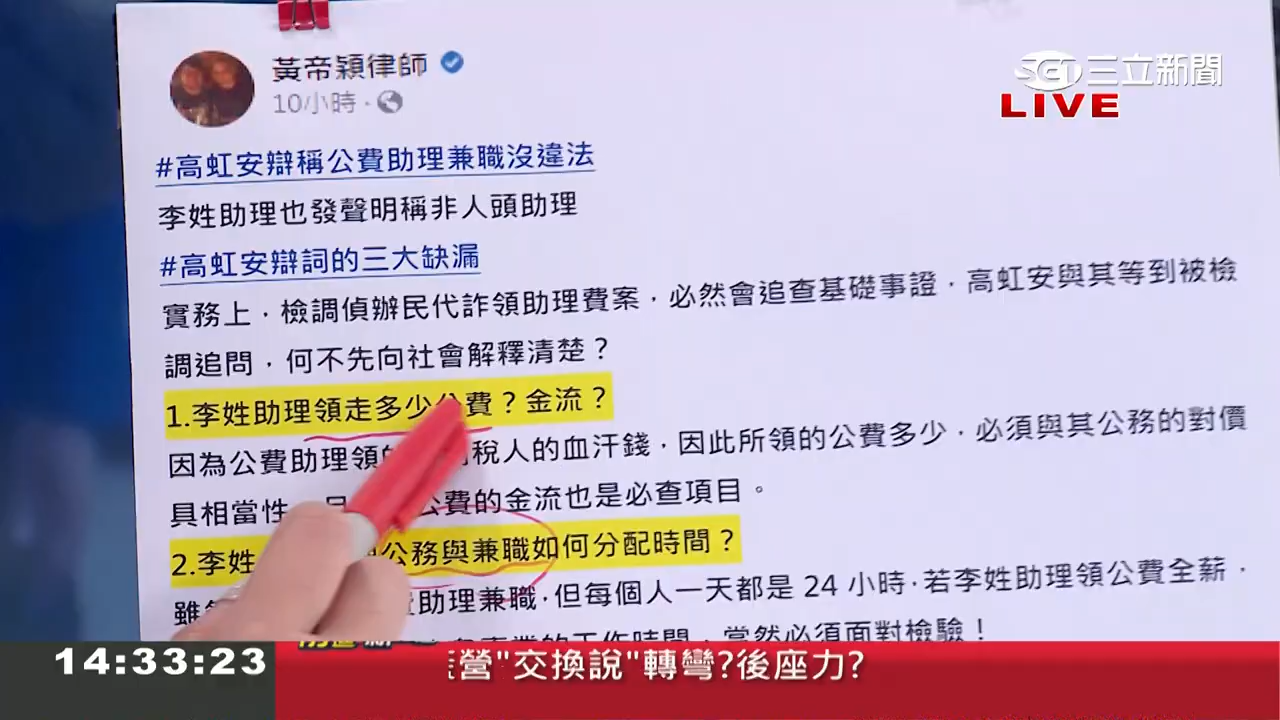 黃帝穎律師
10小時
SET三立新聞
LIVE
#高虹安辯稱公費助理兼職沒違法
李姓助理也發聲明稱非人頭助理
#高虹安辯詞的三大缺漏
實務上，檢調偵辦民代詐領助理費案，必然會追查基礎事證，高虹安與其等到被檢
調追問，何不先向社會解釋清楚？
1.李姓助理領走多少公費？金流？
因為公費助理領的 稅人的血汗錢，因此所領的公費多少，必須與其公務的對價
具相當性 公費的金流也是必查項目。
2.李姓 公務與兼職如何分配時間？
助理兼職，但每個人一天都是 24 小時，若李姓助理領公費全薪，
的工作時間，當然必須面對檢驗！
14:33:23
營"交換說"轉彎?後座力?